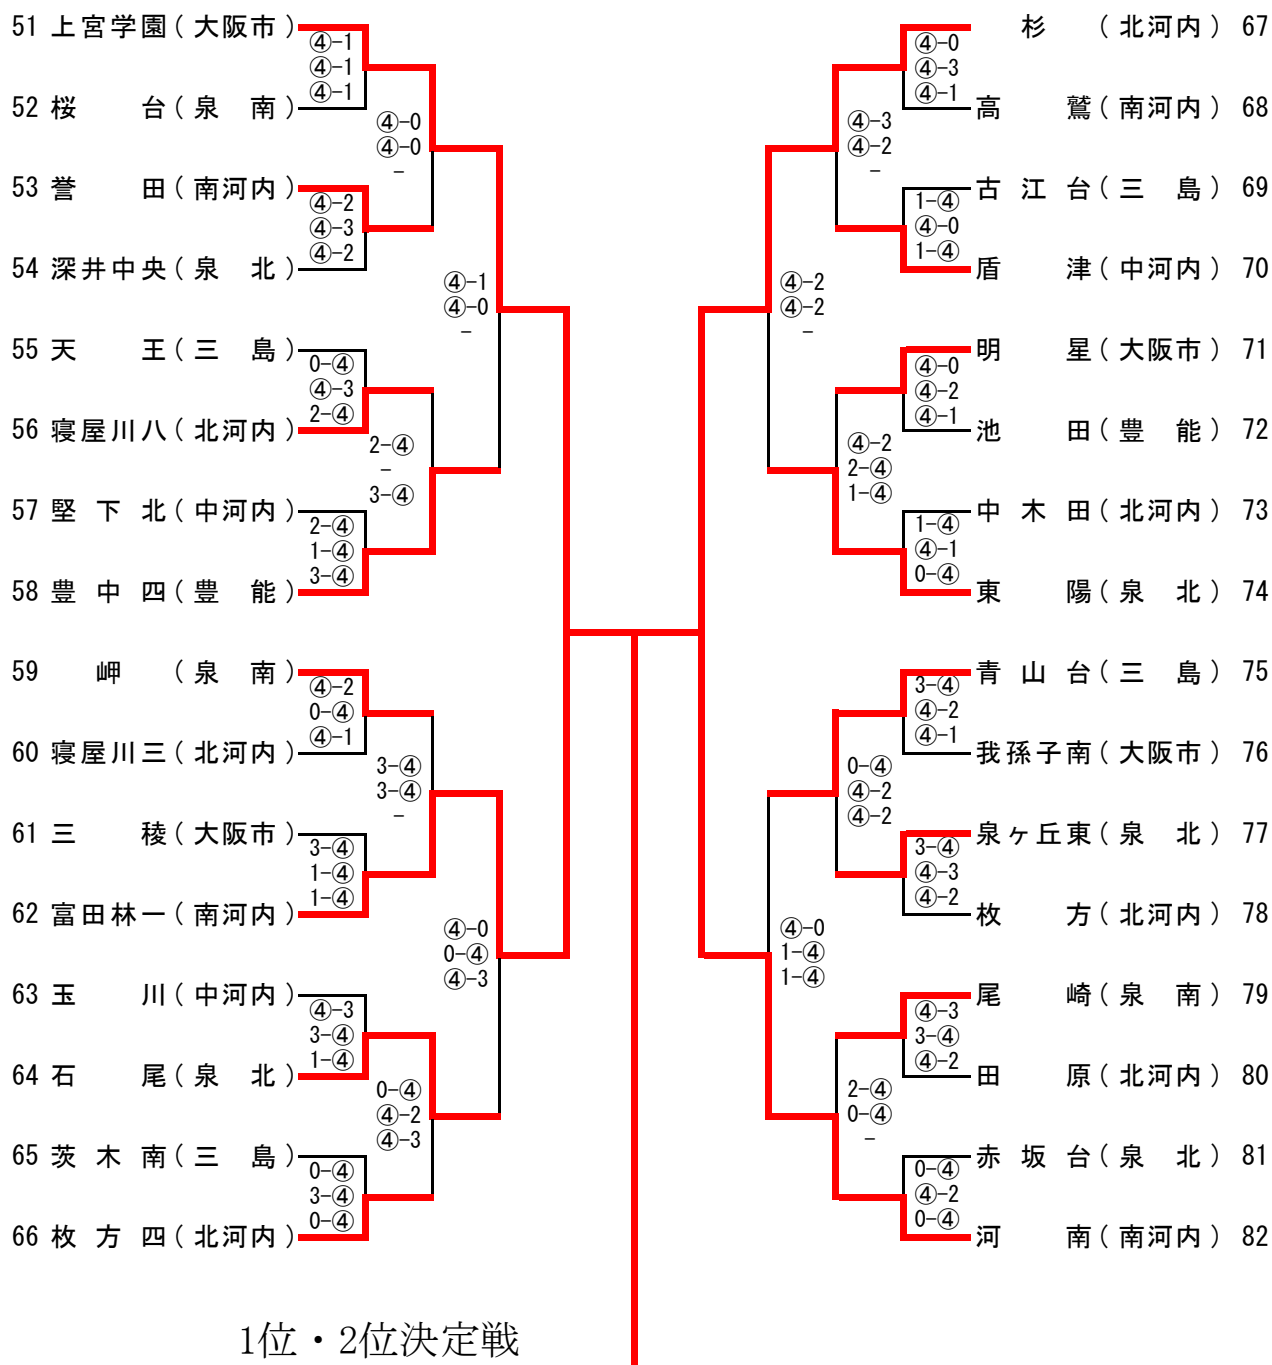 51 上宮学園(大阪市)
④-1
④-1
④-1
52 桜台(泉南)
④-0
④-0
-
53 誉田(南河内)
④-2
④-3
④-2
54 深井中央(泉北)
④-1
④-0
-
55 天王(三島)
0-④
④-3
2-④
56 寝屋川八(北河内)
2-④
-
3-④
57 堅下北(中河内)
2-④
1-④
3-④
58 豊中四(豊能)
59 岬(泉南)
④-2
0-④
④-1
60 寝屋川三(北河内)
3-④
3-④
-
61 三稜(大阪市)
3-④
1-④
1-④
62 富田林一(南河内)
④-0
0-④
④-3
63 玉川(中河内)
④-3
3-④
1-④
64 石尾(泉北)
0-④
④-2
④-3
65 茨木南(三島)
0-④
3-④
0-④
66 枚方四(北河内)
杉(北河内) 67
④-0
④-3
④-1
高鷲(南河内) 68
④-3
④-2
-
古江台(三島) 69
1-④
④-0
1-④
盾津(中河内) 70
④-2
④-2
-
明星(大阪市) 71
④-0
④-2
④-1
池田(豊能) 72
④-2
2-④
1-④
中木田(北河内) 73
1-④
④-1
0-④
東陽(泉北) 74
青山台(三島) 75
3-④
④-2
④-1
我孫子南(大阪市) 76
0-④
④-2
④-2
泉ヶ丘東(泉北) 77
3-④
④-3
④-2
枚方(北河内) 78
④-0
1-④
1-④
尾崎(泉南) 79
④-3
3-④
④-2
田原(北河内) 80
2-④
0-④
-
赤坂台(泉北) 81
0-④
④-2
0-④
河南(南河内) 82
1位・2位決定戦